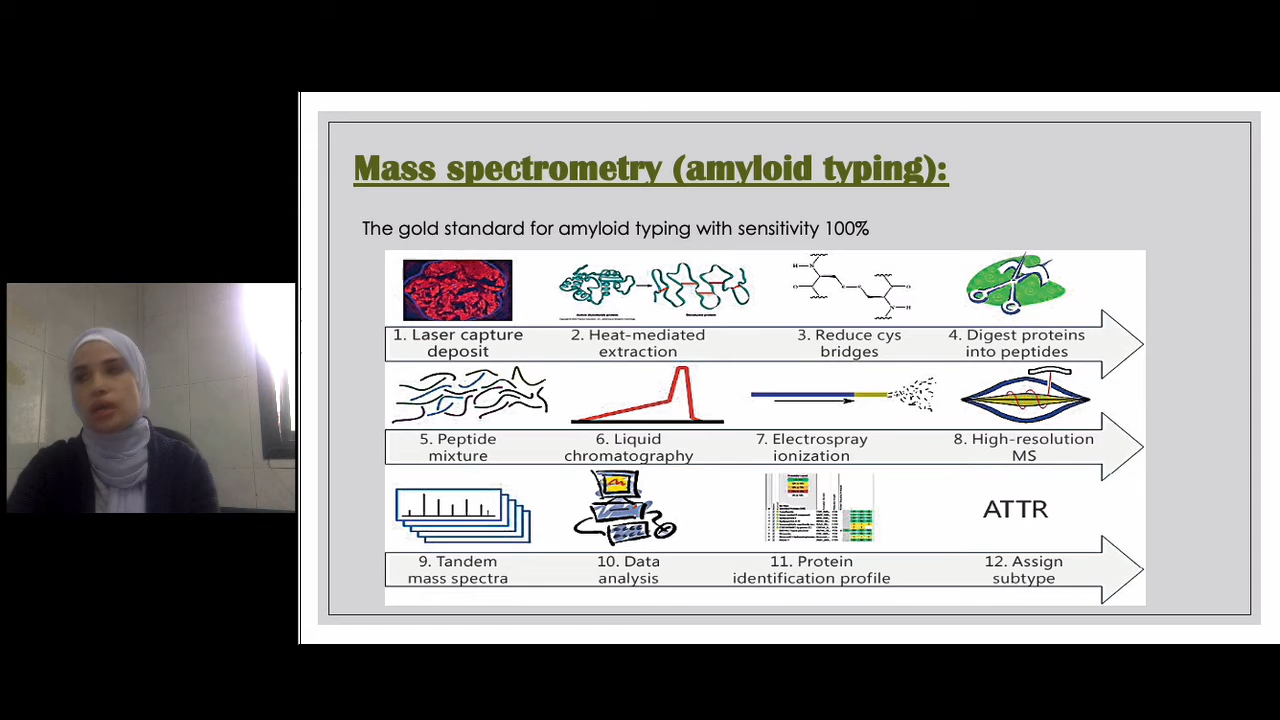 Mass spectrometry (amyloid typing):
The gold standard for amyloid typing with sensitivity 100%
1. Laser capture
deposit
2. Heat-mediated
extraction
3. Reduce cys
bridges
4. Digest proteins
into peptides
5. Peptide
mixture
6. Liquid
chromatography
7. Electrospray
ionization
8. High-resolution
MS
ATTR
9. Tandem
mass spectra
10. Data
analysis
11. Protein
identification profile
12. Assign
subtype